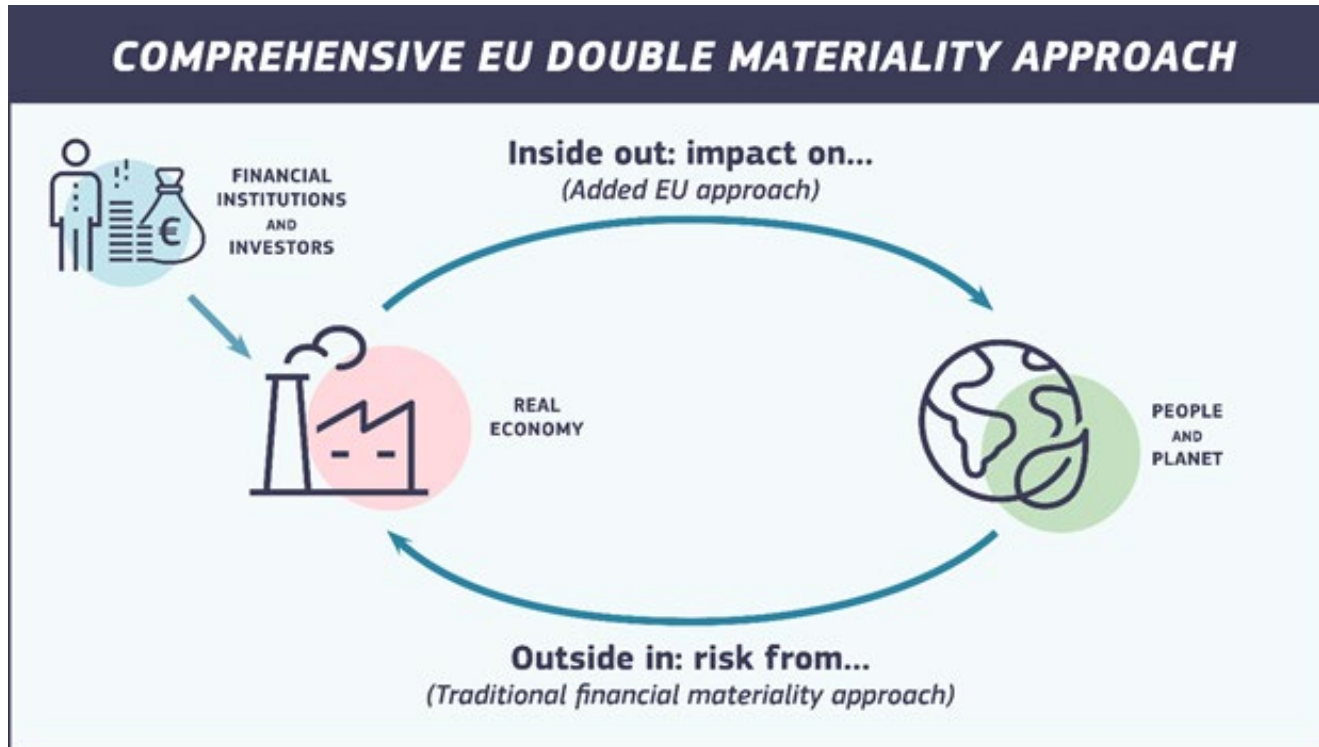 COMPREHENSIVE EU DOUBLE MATERIALITY APPROACH
FINANCIAL
INSTITUTIONS
AND
INVESTORS
Inside out: impact on...
(Added EU approach)
REAL
ECONOMY
PEOPLE
AND
PLANET
Outside in: risk from...
(Traditional financial materiality approach)
€